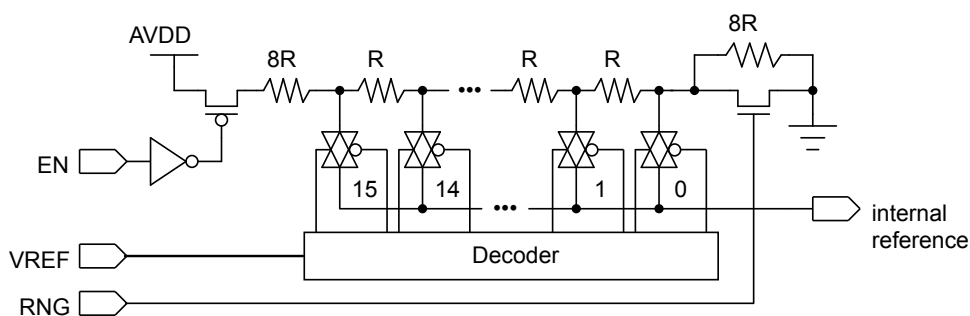 8R
AVDD
8R
R
R
R
•••
EN
15
14
1
0
•••
internal
reference
Decoder
VREF
RNG